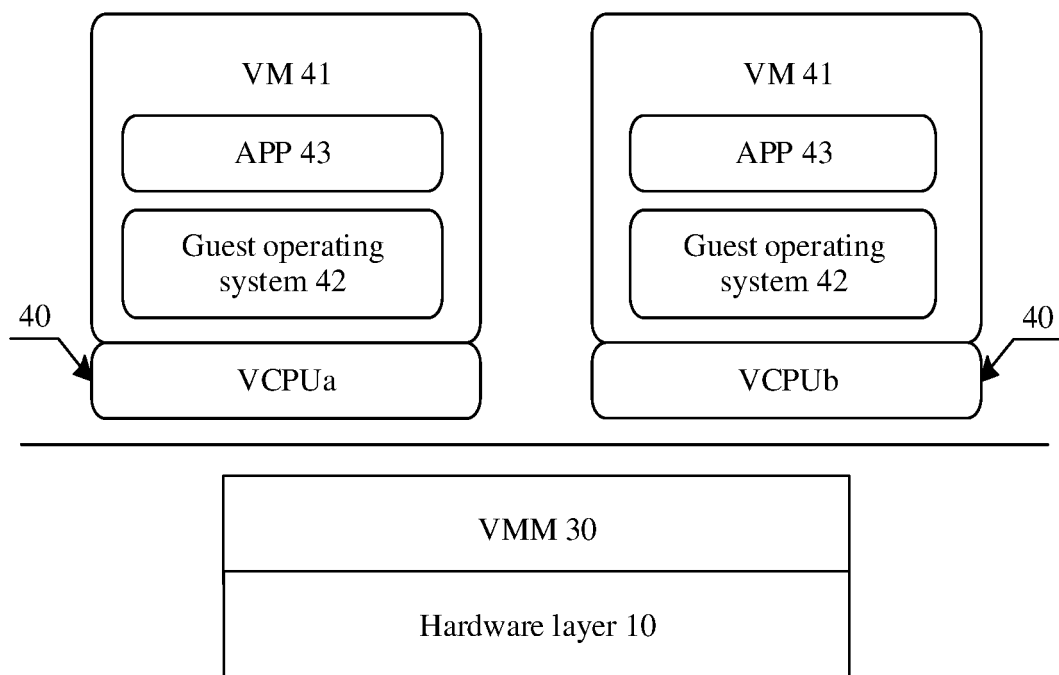 VM 41
APP 43
Guest operating
system 42
40
VCPUa
VM 41
APP 43
Guest operating
system 42
40
VCPUb
VMM 30
Hardware layer 10